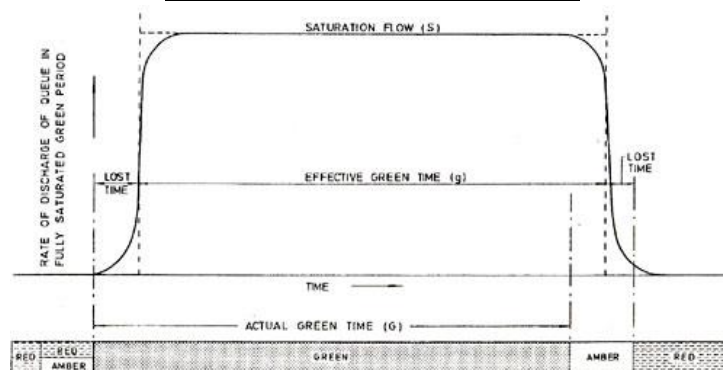 SATURATION FLOW (S)
RATE OF DISCHARGE OF QUEUE IN
FULLY SATURATED GREEN PERIOD
LOST
TIME
EFFECTIVE GREEN TIME (g)
LOST
TIME
TIME
ACTUAL GREEN TIME (G)
RED
RED
AMBER
GREEN
AMBER
RED